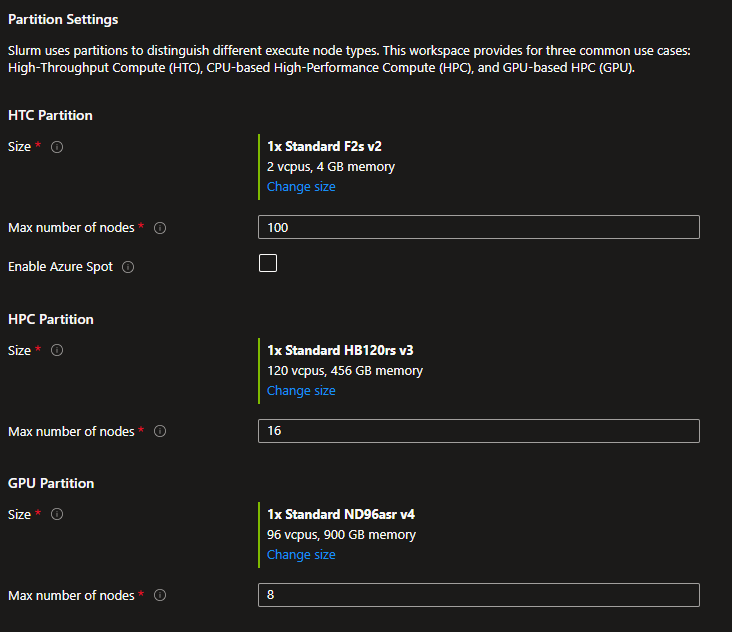 Partition Settings
Slurm uses partitions to distinguish different execute node types. This workspace provides for three common use cases:
High-Throughput Compute (HTC), CPU-based High-Performance Compute (HPC), and GPU-based HPC (GPU).
HTC Partition
Size *
1x Standard F2s v2
2 vcpus, 4 GB memory
Change size
Max number of nodes * 100
Enable Azure Spot
HPC Partition
Size *
1x Standard HB120rs v3
120 vcpus, 456 GB memory
Change size
Max number of nodes * 16
GPU Partition
Size *
1x Standard ND96asr v4
96 vcpus, 900 GB memory
Change size
Max number of nodes * 8